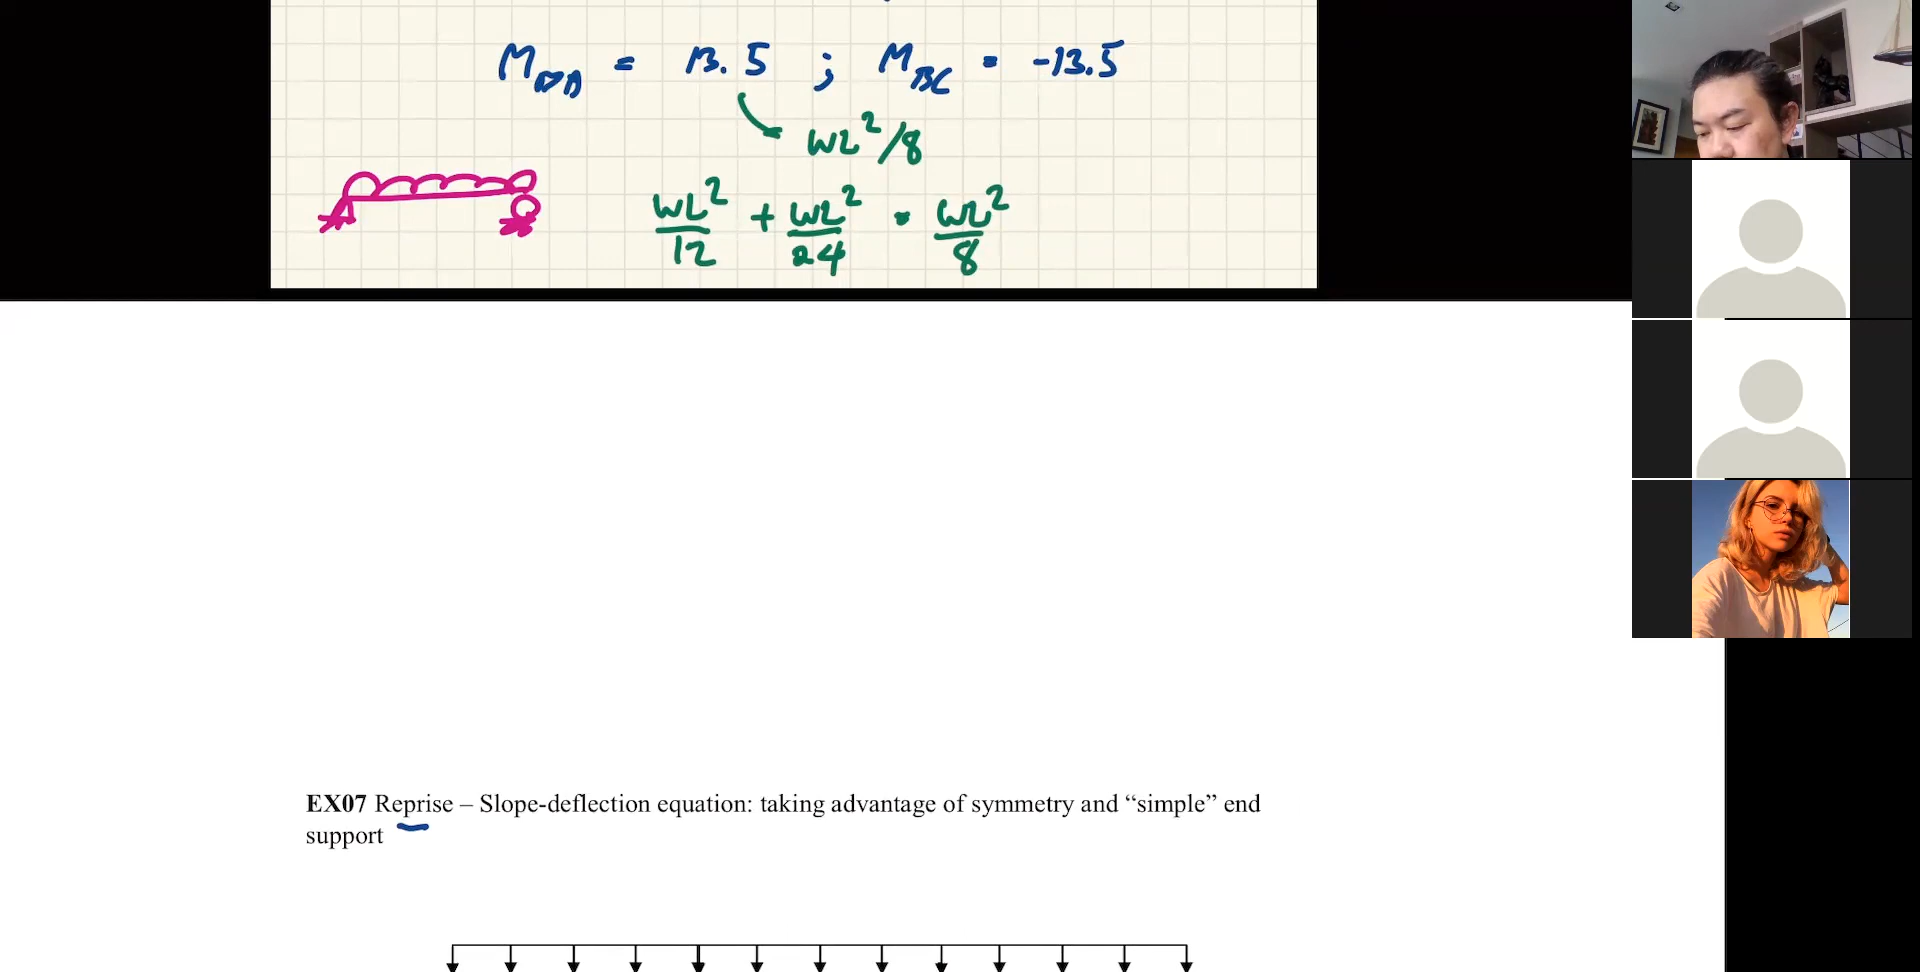 M = 13.5 ; M_BC = -13.5
WL²/8
WL²/12 + WL²/24 = WL²/8
EX07 Reprise – Slope-deflection equation: taking advantage of symmetry and “simple” end
support